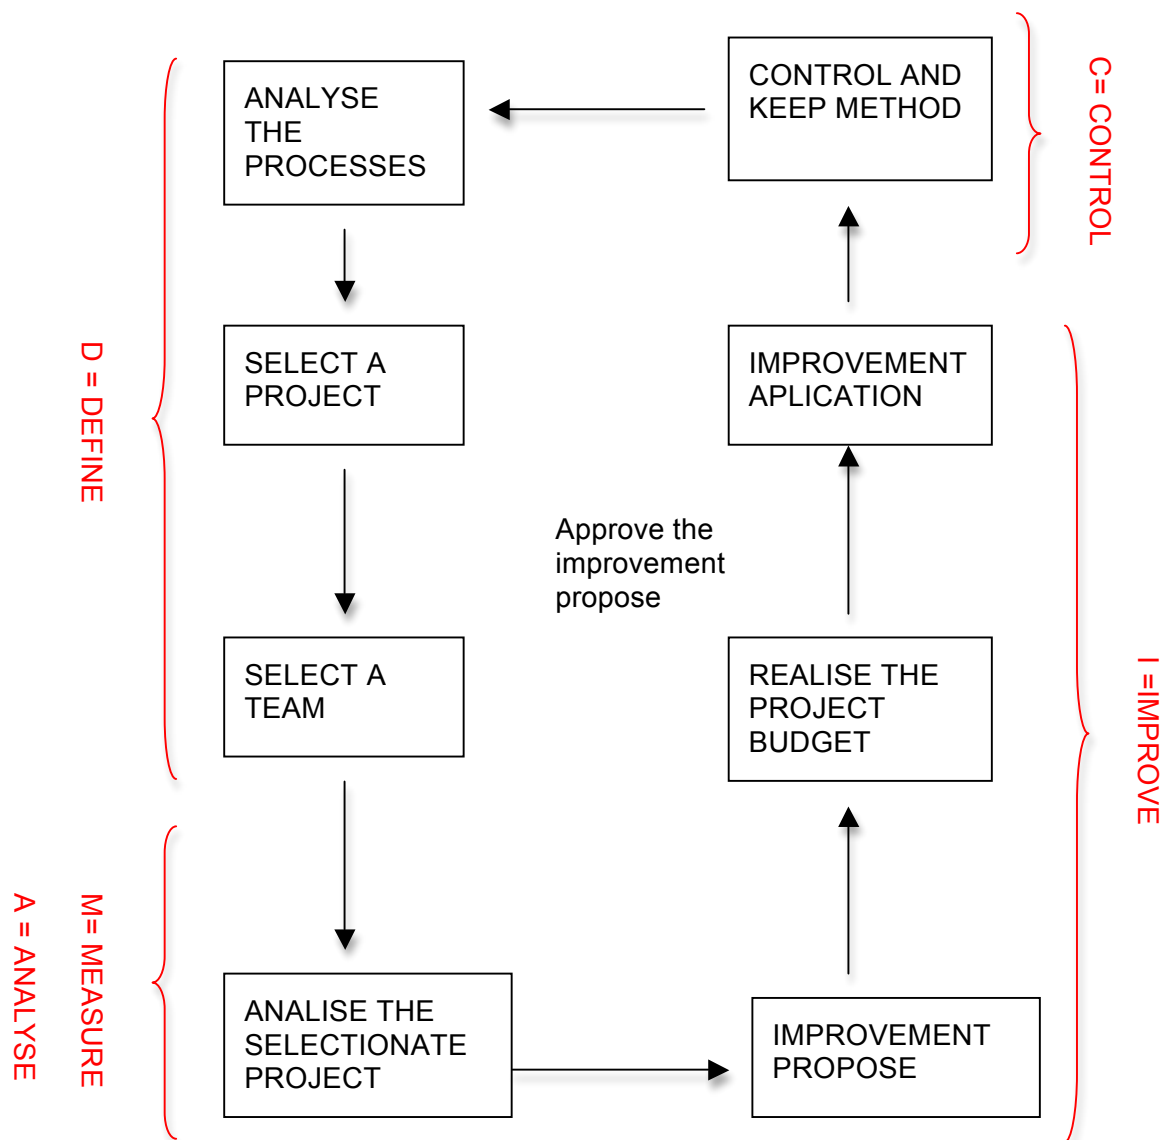 ANALYSE
THE
PROCESSES
CONTROL AND
KEEP METHOD
C= CONTROL
D = DEFINE
SELECT A
PROJECT
IMPROVEMENT
APLICATION
Approve the
improvement
propose
SELECT A
TEAM
REALISE THE
PROJECT
BUDGET
I =IMPROVE
M= MEASURE
A = ANALYSE
ANALISE THE
SELECTIONATE
PROJECT
IMPROVEMENT
PROPOSE